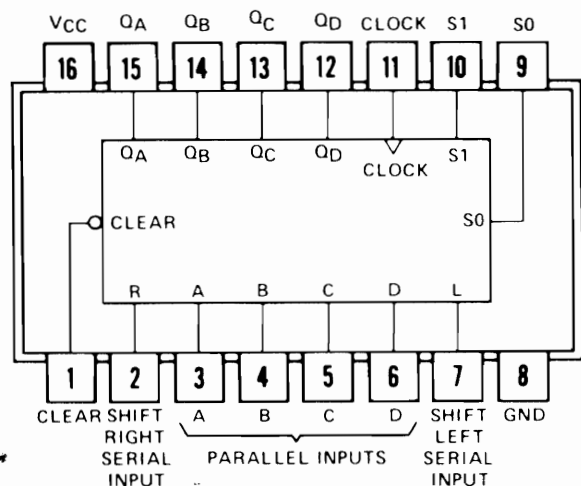 VCC QA QB QC QD CLOCK S1 S0
16 15 14 13 12 11 10 9
QA QB QC QD CLOCK S1
CLEAR S0
R A B C D L
1 2 3 4 5 6 7 8
CLEAR SHIFT RIGHT SERIAL INPUT A B C D SHIFT LEFT SERIAL INPUT GND
PARALLEL INPUTS